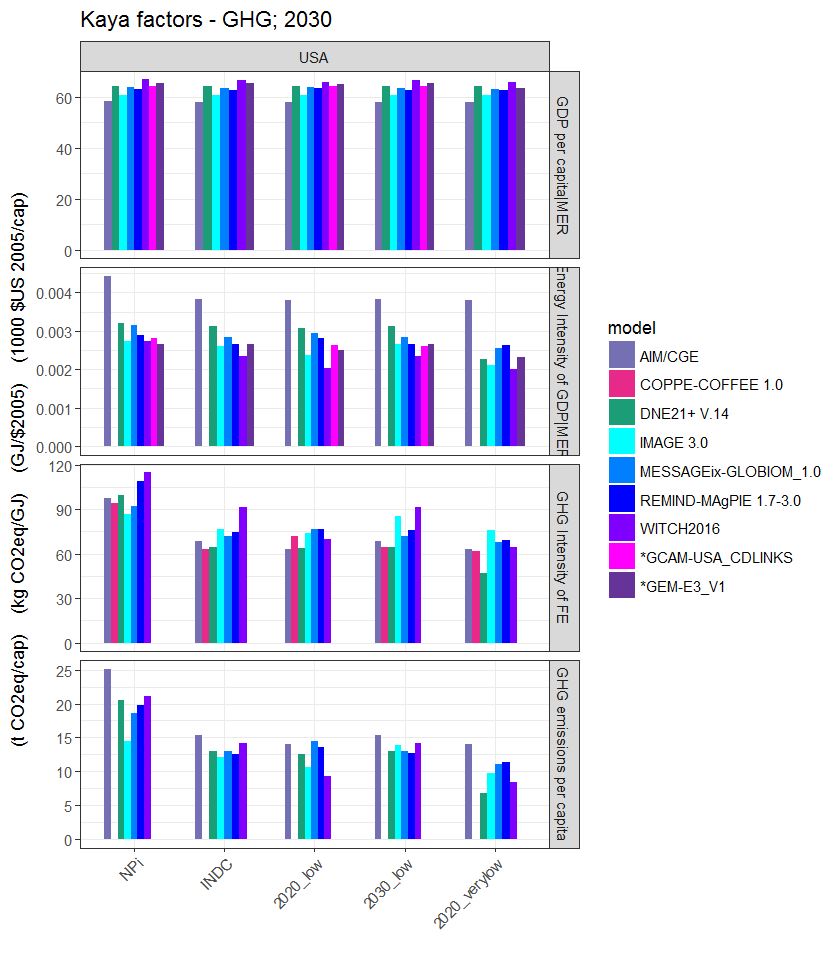 Kaya factors - GHG; 2030
USA
(t CO2eq/cap) (kg CO2eq/GJ) (GJ/$2005) (1000 $US 2005/cap)
60
40
20
0
GDP per capita|MER
0.004
0.003
0.002
0.001
0.000
Energy Intensity of GDP|MER
120
90
60
30
0
GHG Intensity of FE
25
20
15
10
5
0
GHG emissions per capita
NPi
INDC
2020_low
2030_low
2020_verylow
model
AIM/CGE
COPPE-COFFEE 1.0
DNE21+ V.14
IMAGE 3.0
MESSAGEix-GLOBIOM_1.0
REMIND-MAgPIE 1.7-3.0
WITCH2016
*GCAM-USA_CDLINKS
*GEM-E3_V1